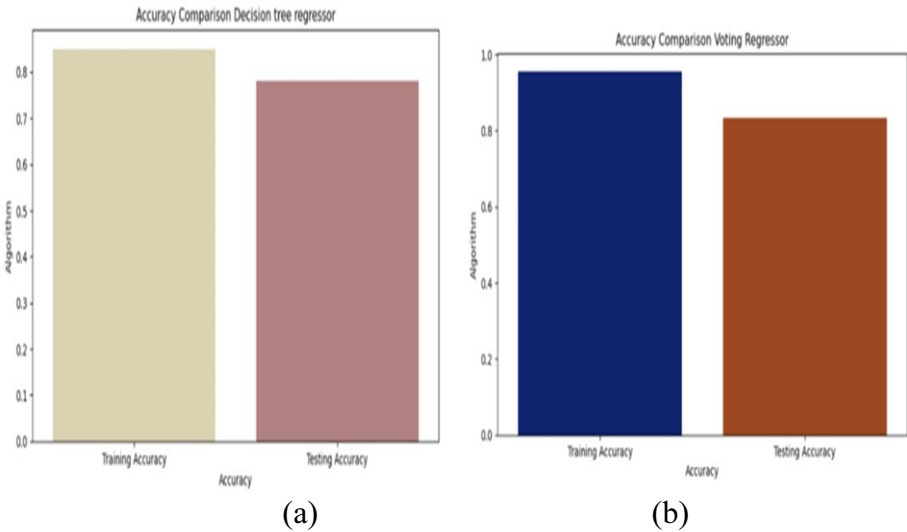 Accuracy Comparison Decision tree regressor
Algorithm
0.8
0.7
0.6
0.5
0.4
0.3
0.2
0.1
0.0
Training Accuracy
Testing Accuracy
Accuracy
(a)
Accuracy Comparison Voting Regressor
Algorithm
1.0
0.8
0.6
0.4
0.2
0.0
Training Accuracy
Testing Accuracy
Accuracy
(b)